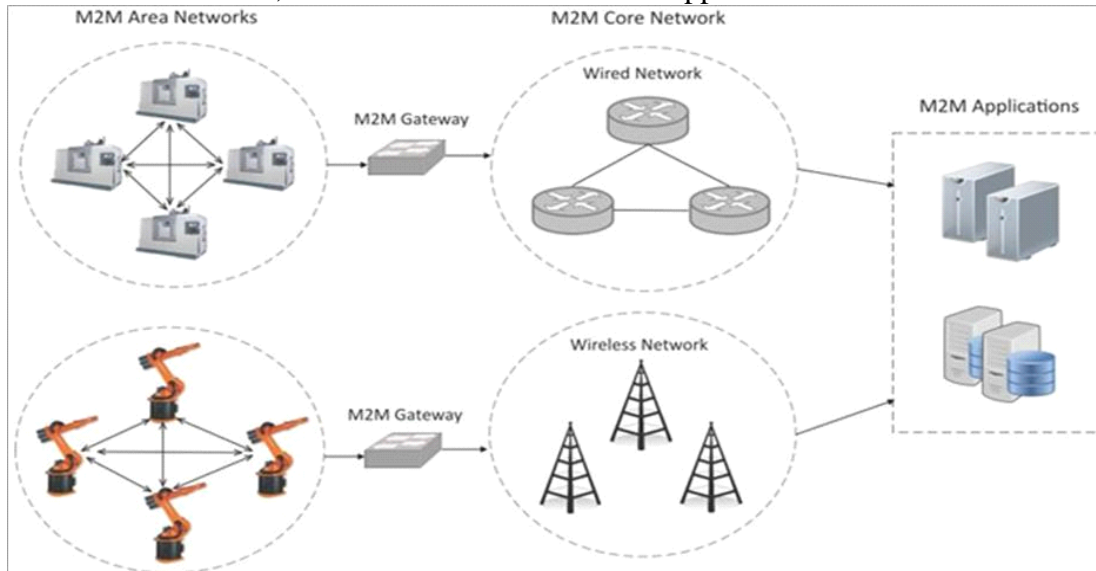 M2M Area Networks
M2M Core Network
Wired Network
M2M Gateway
M2M Applications
Wireless Network
M2M Gateway